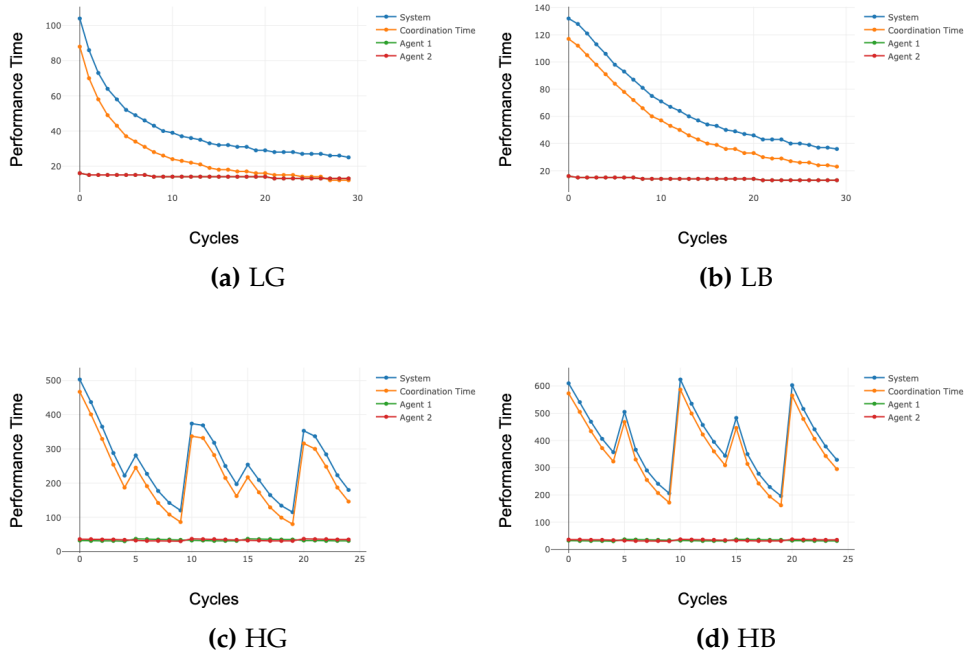 System
Coordination Time
Agent 1
Agent 2
Performance Time
100
80
60
40
20
0
10
20
30
Cycles
(a) LG
System
Coordination Time
Agent 1
Agent 2
Performance Time
140
120
100
80
60
40
20
0
10
20
30
Cycles
(b) LB
System
Coordination Time
Agent 1
Agent 2
Performance Time
500
400
300
200
100
0
0
5
10
15
20
25
Cycles
(c) HG
System
Coordination Time
Agent 1
Agent 2
Performance Time
600
500
400
300
200
100
0
0
5
10
15
20
25
Cycles
(d) HB